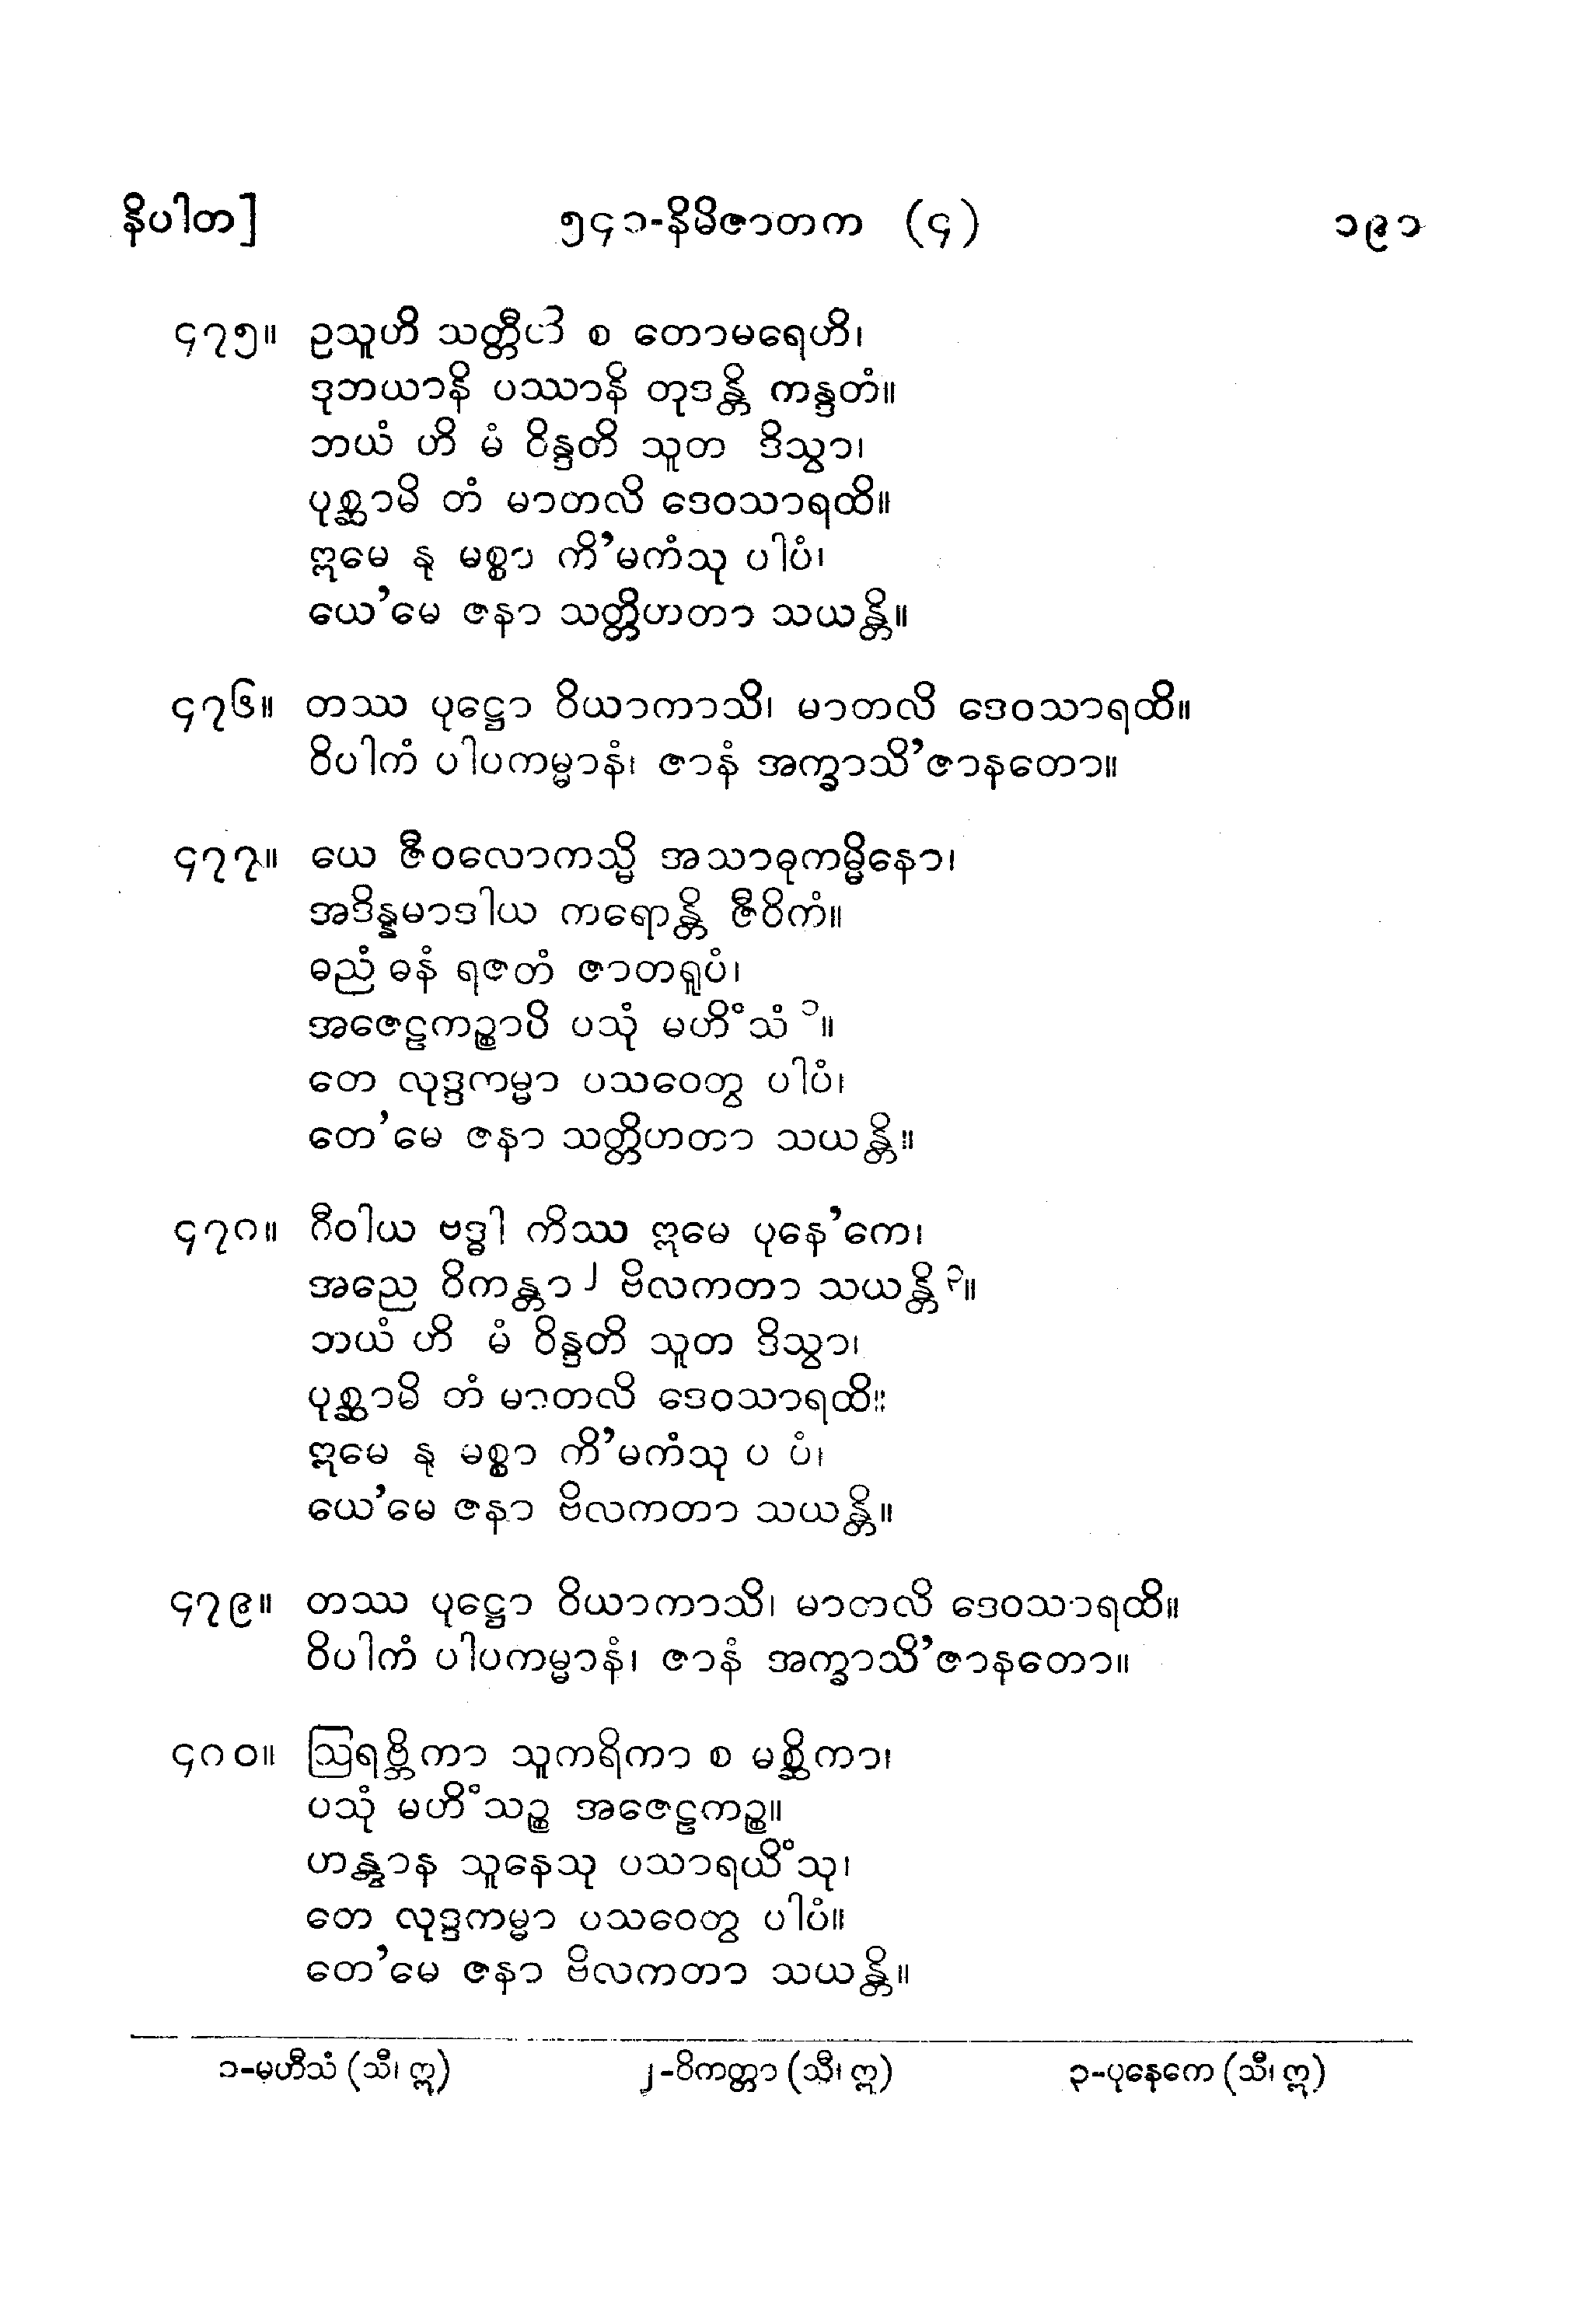 နိပါတ] ၅၄၁-နိမိဇာတက (၄) ၁၉၁
၄၇၅။ ဥသူဟိ သတ္တီဟိ စ တောမရေဟိ၊
ဒုဘယာနိ ပဿာနိ တုဒန္တိ ကန္ဒတံ။
ဘယံ ဟိ မံ ဝိန္ဒတိ သူတ ဒိသွာ၊
ပုစ္ဆာမိ တံ မာတလိ ဒေဝသာရထိ။
ဣမေ နု မစ္စာ ကိ’မကံသု ပါပံ၊
ယေ’မေ ဇနာ သတ္တိဟတာ သယန္တိ။
၄၇၆။ တဿ ပုဋ္ဌော ဝိယာကာသိ၊ မာတလိ ဒေဝသာရထိ။
ဝိပါကံ ပါပကမ္မာနံ၊ ဇာနံ အက္ခာသိ’ဇာနတော။
၄၇၇။ ယေ ဇီဝလောကသ္မိ အသာဓုကမ္မိနော၊
အဒိန္နမာဒါယ ကရောန္တိ ဇီဝိကံ။
ဓညံ ဓနံ ရဇတံ ဇာတရူပံ၊
အဇေဠကဉ္စာပိ ပသုံ မဟိံသံ ၁။
တေ လုဒ္ဒကမ္မာ ပသဝေတွ ပါပံ၊
တေ’မေ ဇနာ သတ္တိဟတာ သယန္တိ။
၄၇၈။ ဂီဝါယ ဗဒ္ဓါ ကိဿ ဣမေ ပုနေ’ကေ၊
အညေ ဝိကန္တာ ၂ ဗိလကတာ သယန္တိ ၃။
ဘယံ ဟိ မံ ဝိန္ဒတိ သူတ ဒိသွာ၊
ပုစ္ဆာမိ တံ မာတလိ ဒေဝသာရထိ။
ဣမေ နု မစ္စာ ကိ’မကံသု ပ ပံ၊
ယေ’မေ ဇနာ ဗိလကတာ သယန္တိ။
၄၇၉။ တဿ ပုဋ္ဌော ဝိယာကာသိ၊ မာတလိ ဒေဝသာရထိ။
ဝိပါကံ ပါပကမ္မာနံ၊ ဇာနံ အက္ခာသိ’ဇာနတော။
၄၈၀။ ဩရဗ္ဘိကာ သူကရိကာ စ မစ္ဆိကာ၊
ပသုံ မဟိံသဉ္စ အဇေဠကဉ္စ။
ဟန္တွာန သူနေသု ပသာရယိံသု၊
တေ လုဒ္ဒကမ္မာ ပသဝေတွ ပါပံ။
တေ’မေ ဇနာ ဗိလကတာ သယန္တိ။
၁-မဟီသံ (သီ၊ ဣ) ၂-ဝိကတ္တာ (သီ၊ ဣ) ၃-ပုနေကေ (သီ၊ ဣ)